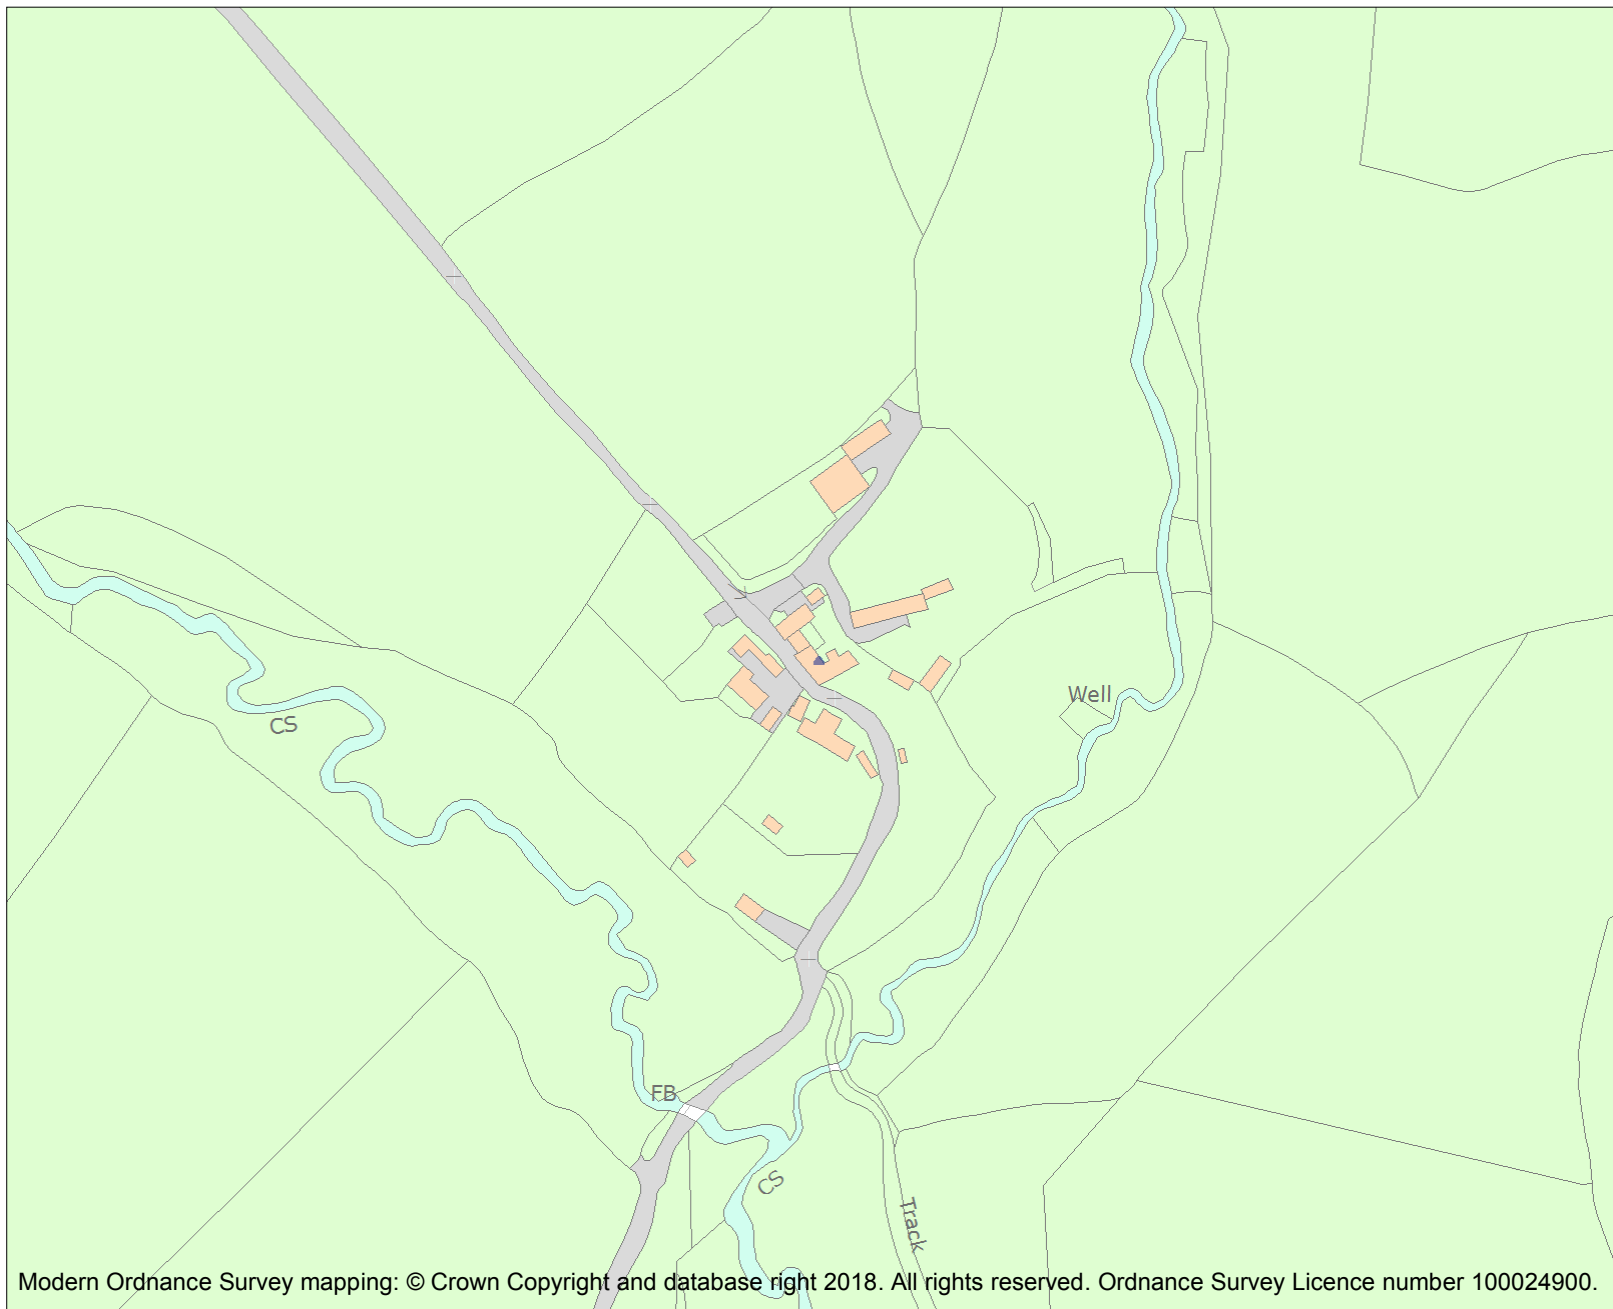 Well
CS
FB
CS
Track
Modern Ordnance Survey mapping: © Crown Copyright and database right 2018. All rights reserved. Ordnance Survey Licence number 100024900.